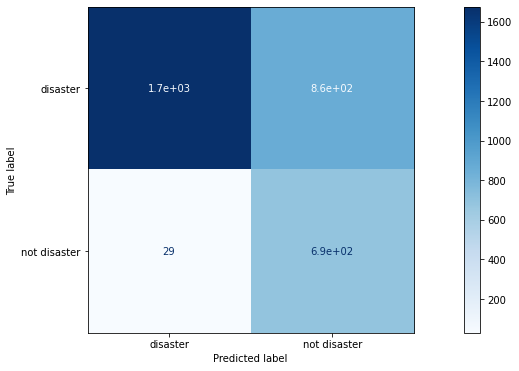 disaster 1.7e+03 8.6e+02
not disaster 29 6.9e+02
disaster not disaster
Predicted label
True label
1600
1400
1200
1000
800
600
400
200